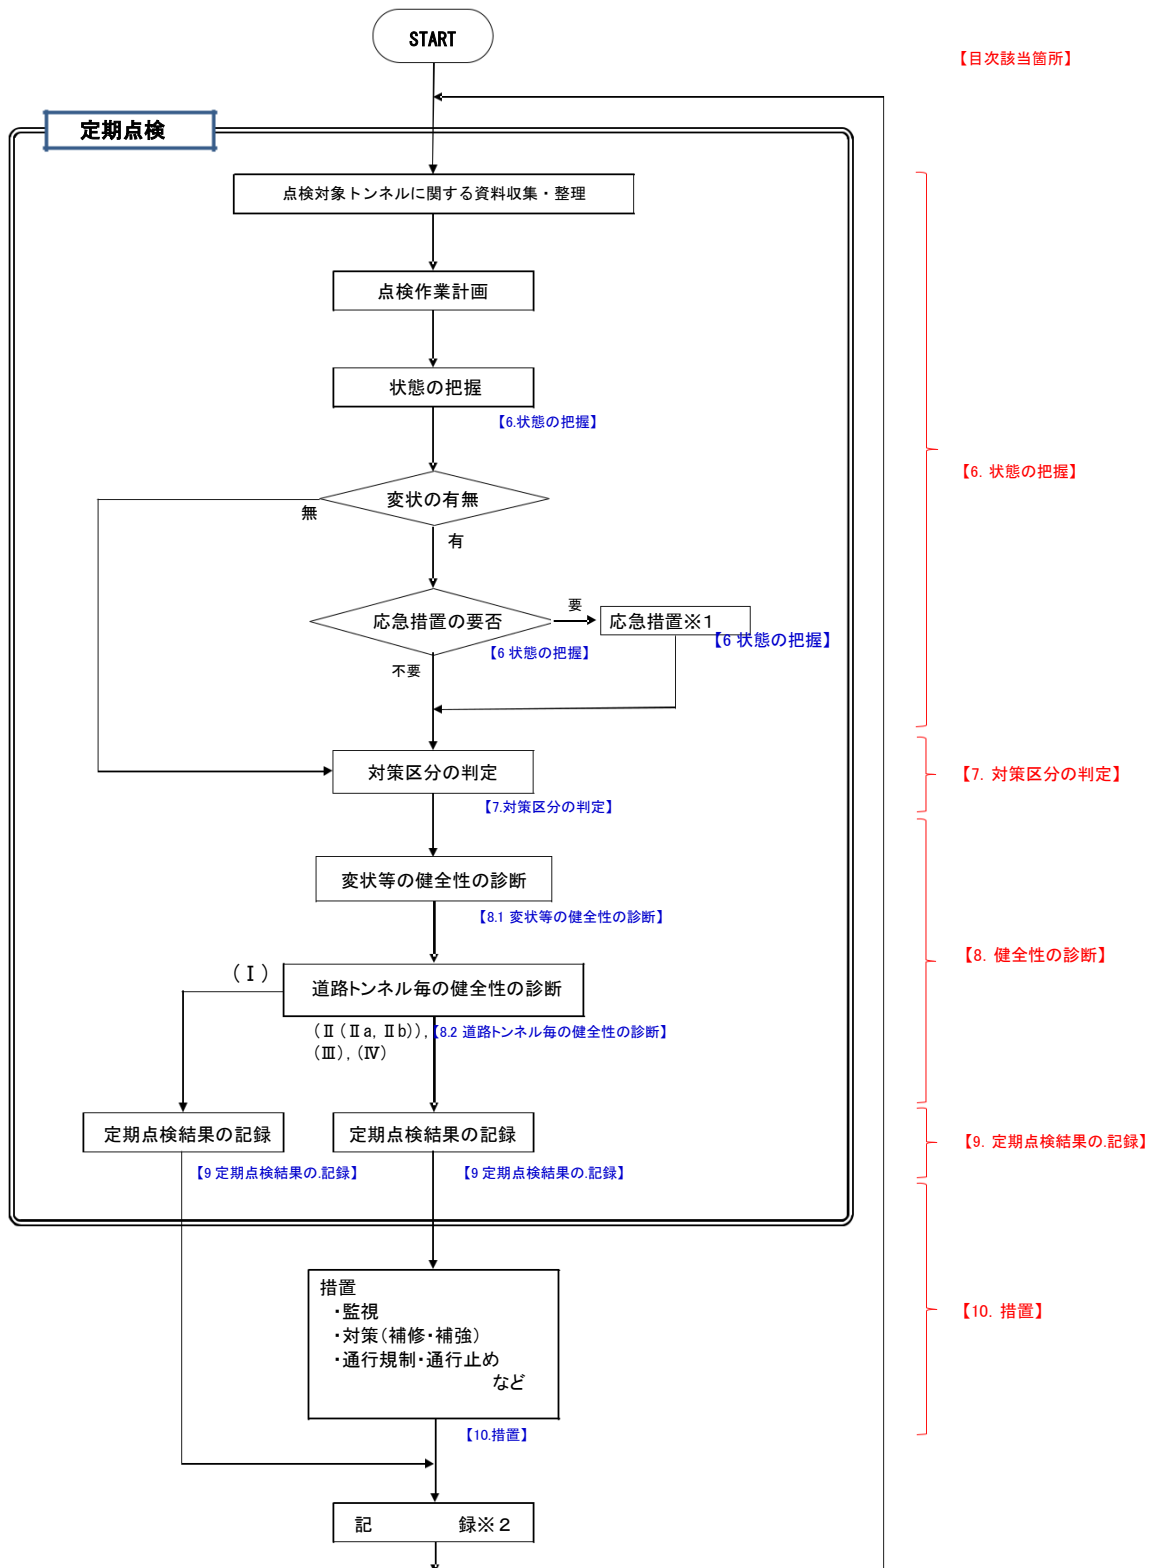 START
【目次該当箇所】
定期点検
点検対象トンネルに関する資料収集・整理
点検作業計画
状態の把握
【6.状態の把握】
変状の有無
無
有
【6. 状態の把握】
応急措置の要否
要
応急措置※1
【6 状態の把握】
【6 状態の把握】
不要
対策区分の判定
【7. 対策区分の判定】
【7.対策区分の判定】
変状等の健全性の診断
【8.1 変状等の健全性の診断】
【8. 健全性の診断】
(Ⅰ)
道路トンネル毎の健全性の診断
(Ⅱ(Ⅱa, Ⅱb)),
(Ⅲ), (Ⅳ)
【8.2 道路トンネル毎の健全性の診断】
定期点検結果の記録
定期点検結果の記録
【9. 定期点検結果の.記録】
【9 定期点検結果の.記録】
【9 定期点検結果の.記録】
措置
・監視
・対策(補修・補強)
・通行規制・通行止め
など
【10. 措置】
【10.措置】
記 録※2